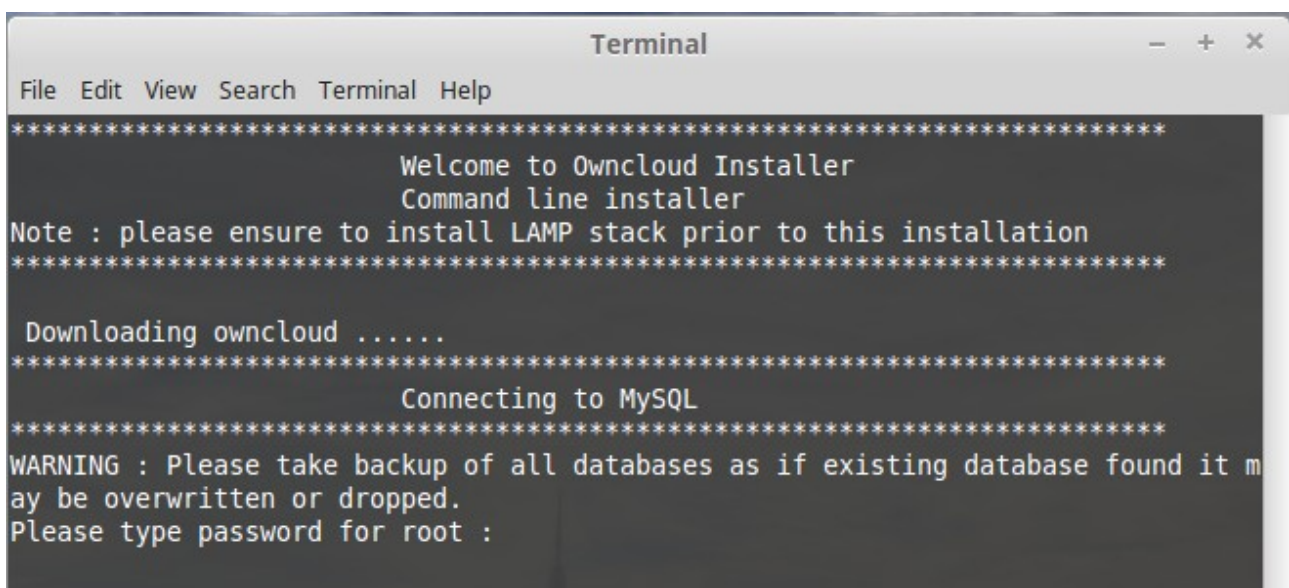 Terminal
File Edit View Search Terminal Help
**************************************************************************
Welcome to Owncloud Installer
Command line installer
Note : please ensure to install LAMP stack prior to this installation
**************************************************************************
Downloading owncloud ......
**************************************************************************
Connecting to MySQL
**************************************************************************
WARNING : Please take backup of all databases as if existing database found it m
ay be overwritten or dropped.
Please type password for root :